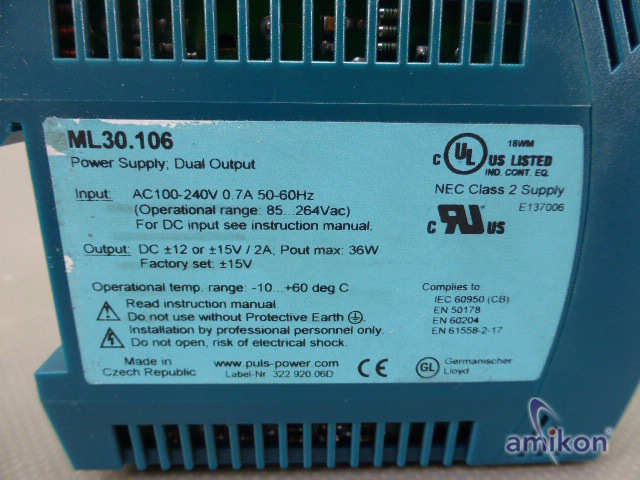 ML30.106
Power Supply; Dual Output
Input: AC100-240V 0.7A 50-60Hz
(Operational range: 85...264Vac)
For DC input see instruction manual.
Output: DC ±12 or ±15V / 2A; Pout max: 36W
Factory set: ±15V
Operational temp. range: -10... +60 deg C
Read instruction manual.
Do not use without Protective Earth
Installation by professional personnel only.
Do not open, risk of electrical shock.
Made in
Czech Republic
www.puls-power.com
Label-Nr. 322.920.06D
CE
18WM
C UL US LISTED
IND. CONT. EQ.
NEC Class 2 Supply
E137006
c RU US
Complies to:
IEC 60950 (CB)
EN 50178
EN 60204
EN 61558-2-17
GL Germanischer
Lloyd
amikon